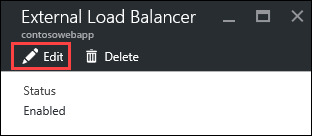 External Load Balancer
contosowebapp
Edit Delete
Status
Enabled